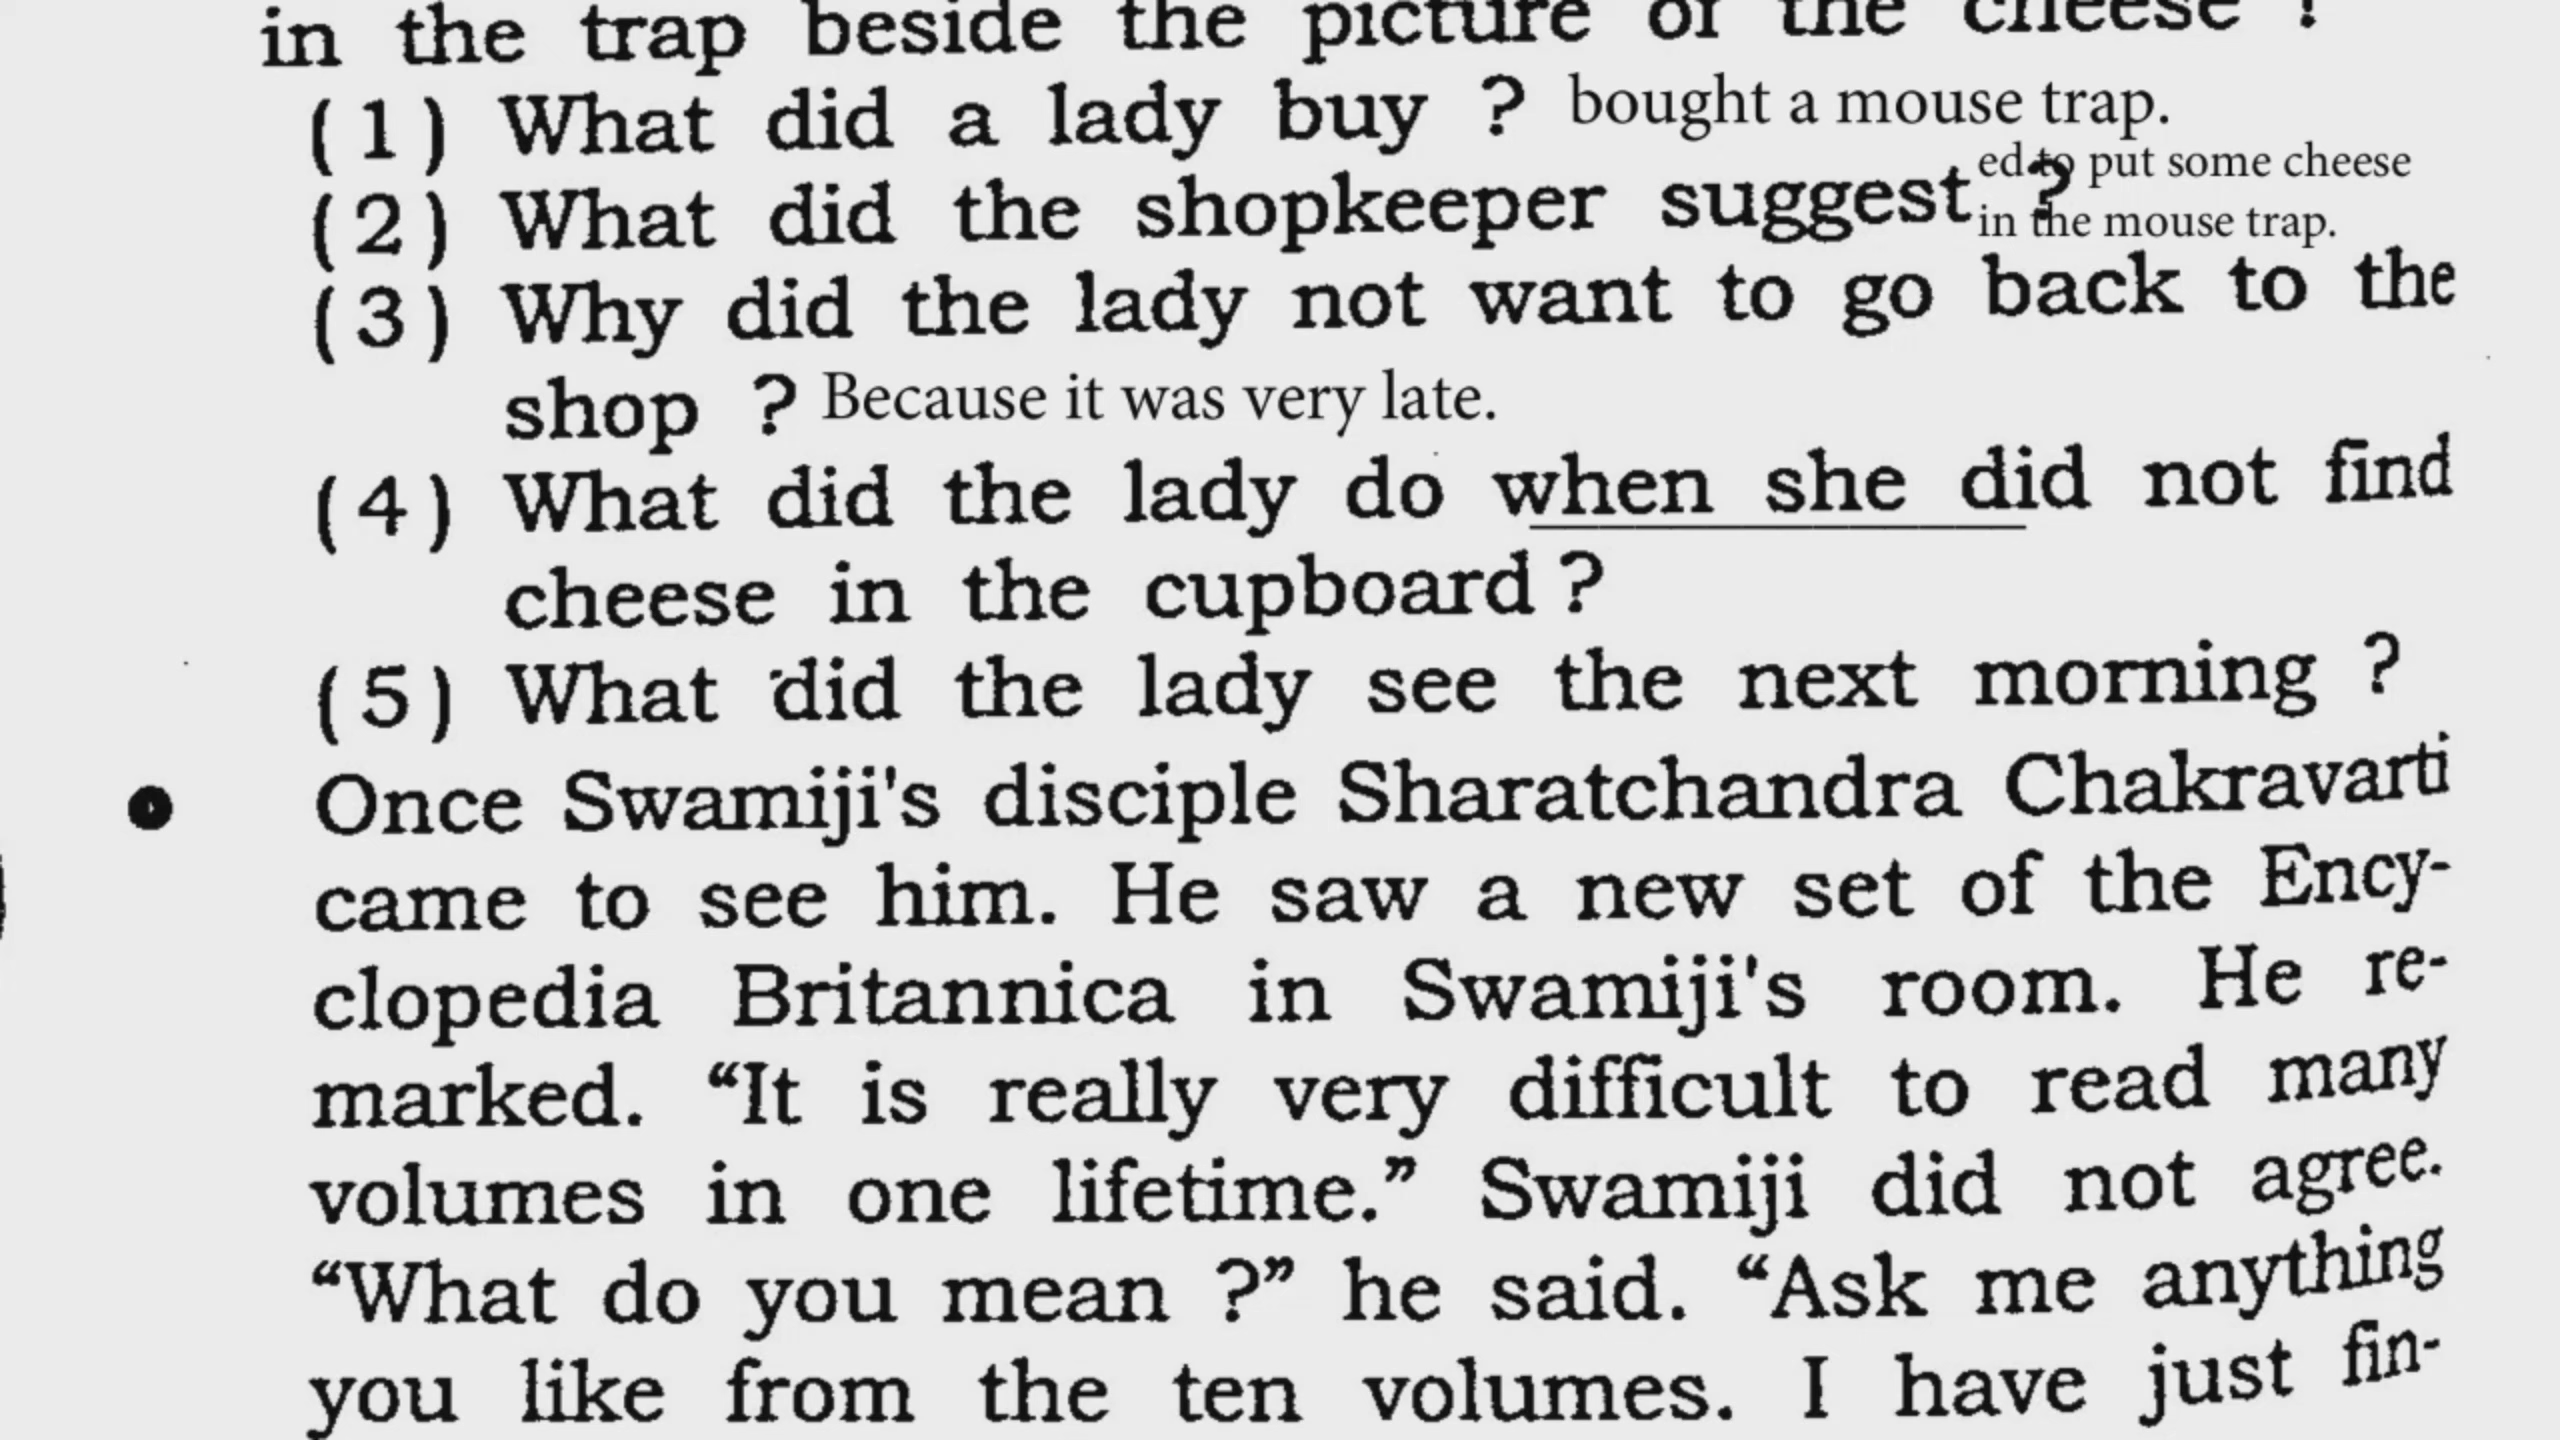 in the trap beside the picture of the cheese !
(1) What did a lady buy ? bought a mouse trap.
(2) What did the shopkeeper suggest ? ed to put some cheese
in the mouse trap.
(3) Why did the lady not want to go back to the
shop ? Because it was very late.
(4) What did the lady do when she did not find
cheese in the cupboard ?
(5) What did the lady see the next morning ?
• Once Swamiji's disciple Sharatchandra Chakravarti
came to see him. He saw a new set of the Ency-
clopedia Britannica in Swamiji's room. He re-
marked. “It is really very difficult to read many
volumes in one lifetime.” Swamiji did not agree.
“What do you mean ?” he said. “Ask me anything
you like from the ten volumes. I have just fin-